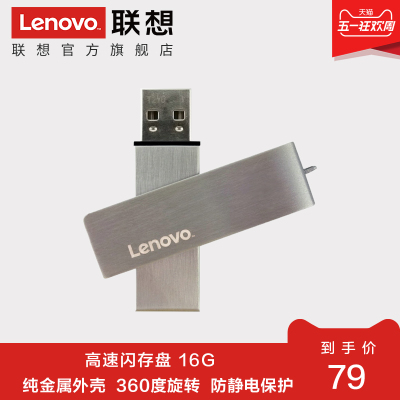 Lenovo 联想
联想官方旗舰店
天猫
五一狂欢周
Lenovo
高速闪存盘 16G
纯金属外壳 360度旋转 防静电保护
到手价
79